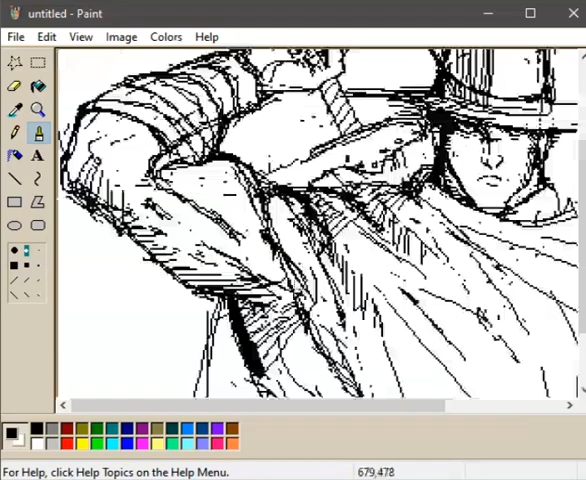 untitled - Paint
File Edit View Image Colors Help
A
For Help, click Help Topics on the Help Menu.
679,478